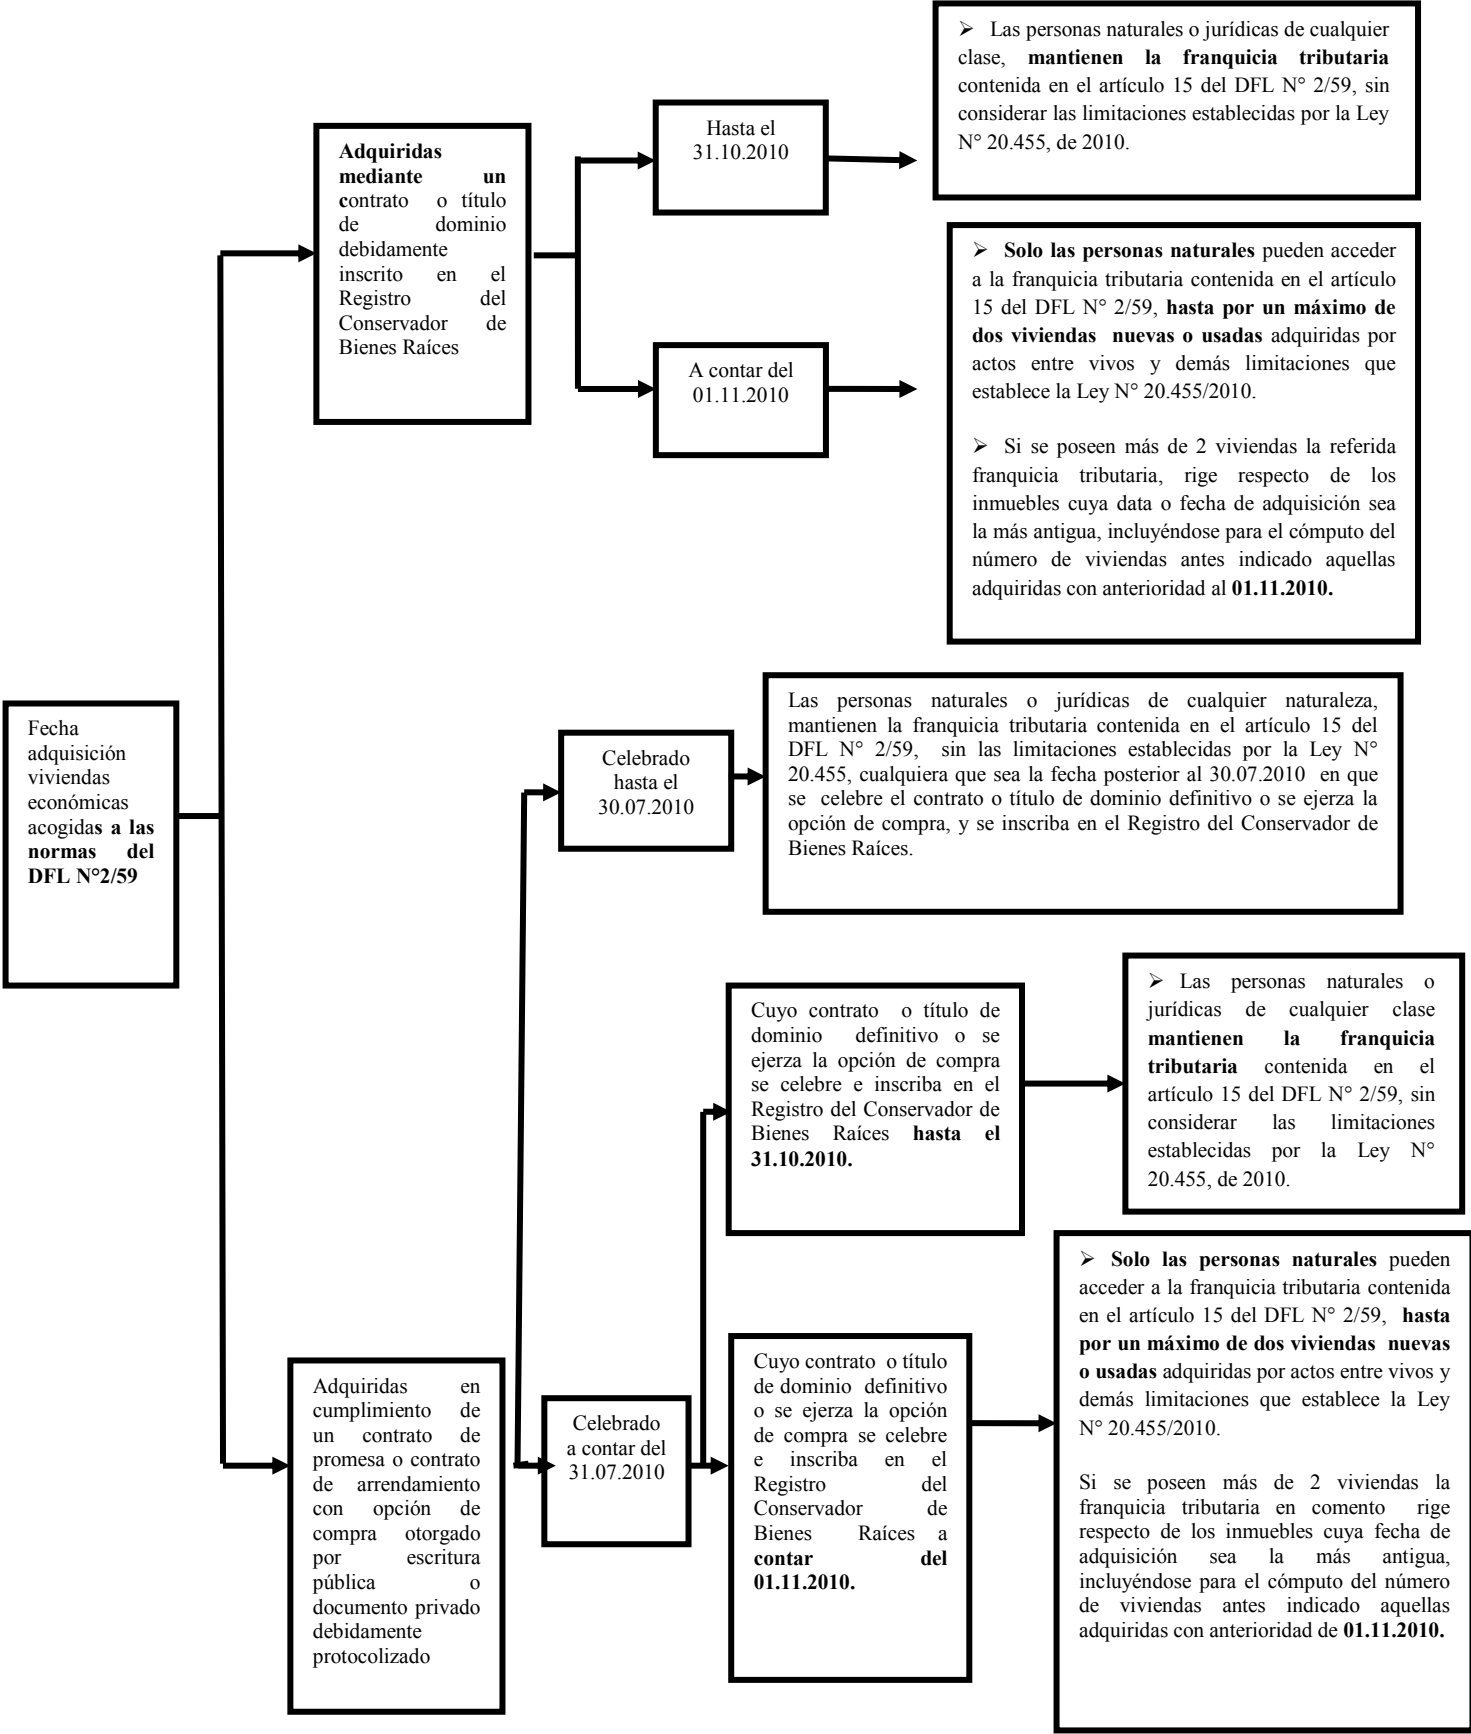 Fecha
adquisición
viviendas
económicas
acogidas a las
normas del
DFL N°2/59
Adquiridas
mediante un
contrato o título
de dominio
debidamente
inscrito en el
Registro del
Conservador de
Bienes Raíces
Hasta el
31.10.2010
➢ Las personas naturales o jurídicas de cualquier
clase, mantienen la franquicia tributaria
contenida en el artículo 15 del DFL N° 2/59, sin
considerar las limitaciones establecidas por la Ley
N° 20.455, de 2010.
A contar del
01.11.2010
➢ Solo las personas naturales pueden acceder
a la franquicia tributaria contenida en el artículo
15 del DFL N° 2/59, hasta por un máximo de
dos viviendas nuevas o usadas adquiridas por
actos entre vivos y demás limitaciones que
establece la Ley N° 20.455/2010.
➢ Si se poseen más de 2 viviendas la referida
franquicia tributaria, rige respecto de los
inmuebles cuya data o fecha de adquisición sea
la más antigua, incluyéndose para el cómputo del
número de viviendas antes indicado aquellas
adquiridas con anterioridad al 01.11.2010.
Adquiridas en
cumplimiento de
un contrato de
promesa o contrato
de arrendamiento
con opción de
compra otorgado
por escritura
pública o
documento privado
debidamente
protocolizado
Celebrado
hasta el
30.07.2010
Las personas naturales o jurídicas de cualquier naturaleza,
mantienen la franquicia tributaria contenida en el artículo 15 del
DFL N° 2/59, sin las limitaciones establecidas por la Ley N°
20.455, cualquiera que sea la fecha posterior al 30.07.2010 en que
se celebre el contrato o título de dominio definitivo o se ejerza la
opción de compra, y se inscriba en el Registro del Conservador de
Bienes Raíces.
Celebrado
a contar del
31.07.2010
Cuyo contrato o título de
dominio definitivo o se
ejerza la opción de compra
se celebre e inscriba en el
Registro del Conservador de
Bienes Raíces hasta el
31.10.2010.
➢ Las personas naturales o
jurídicas de cualquier clase
mantienen la franquicia
tributaria contenida en el
artículo 15 del DFL N° 2/59, sin
considerar las limitaciones
establecidas por la Ley N°
20.455, de 2010.
Cuyo contrato o título
de dominio definitivo
o se ejerza la opción
de compra se celebre
e inscriba en el
Registro del
Conservador de
Bienes Raíces a
contar del
01.11.2010.
➢ Solo las personas naturales pueden
acceder a la franquicia tributaria contenida
en el artículo 15 del DFL N° 2/59, hasta
por un máximo de dos viviendas nuevas
o usadas adquiridas por actos entre vivos y
demás limitaciones que establece la Ley
N° 20.455/2010.
Si se poseen más de 2 viviendas la
franquicia tributaria en comento rige
respecto de los inmuebles cuya fecha de
adquisición sea la más antigua,
incluyéndose para el cómputo del número
de viviendas antes indicado aquellas
adquiridas con anterioridad de 01.11.2010.